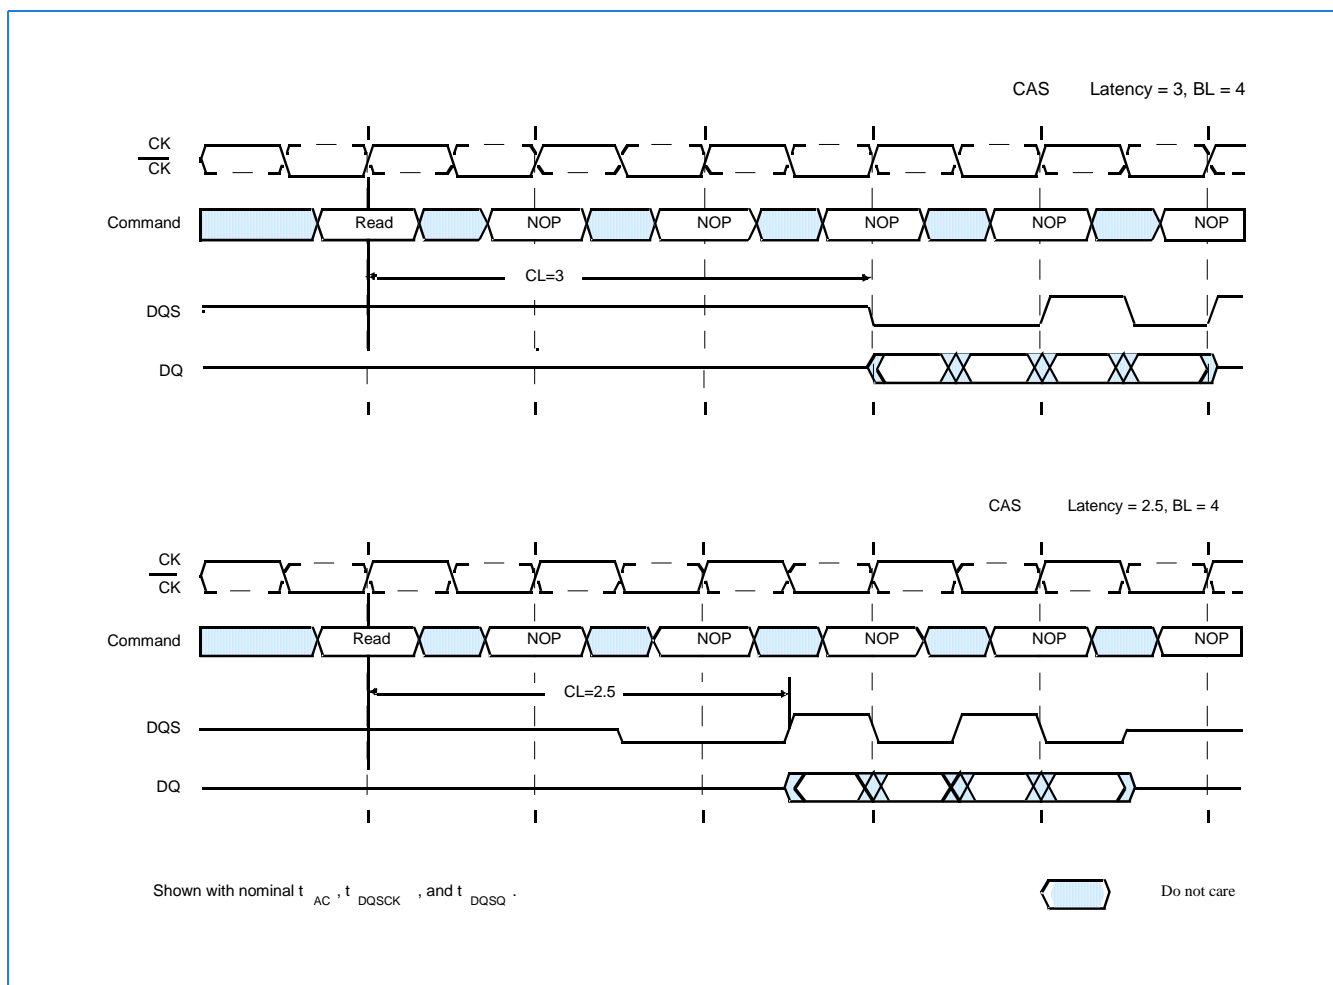 CAS Latency = 3, BL = 4
CK
CK
Command Read NOP NOP NOP NOP NOP
CL=3
DQS
DQ
CAS Latency = 2.5, BL = 4
CK
CK
Command Read NOP NOP NOP NOP NOP
CL=2.5
DQS
DQ
Shown with nominal t AC , t DQSCK , and t DQSQ .
Do not care